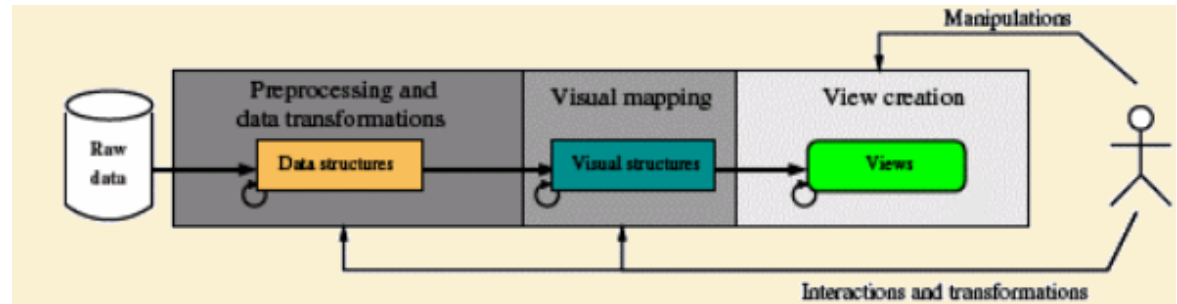 Manipulations
Preprocessing and
data transformations
Visual mapping
View creation
Raw
data
Data structures
Visual structures
Views
Interactions and transformations